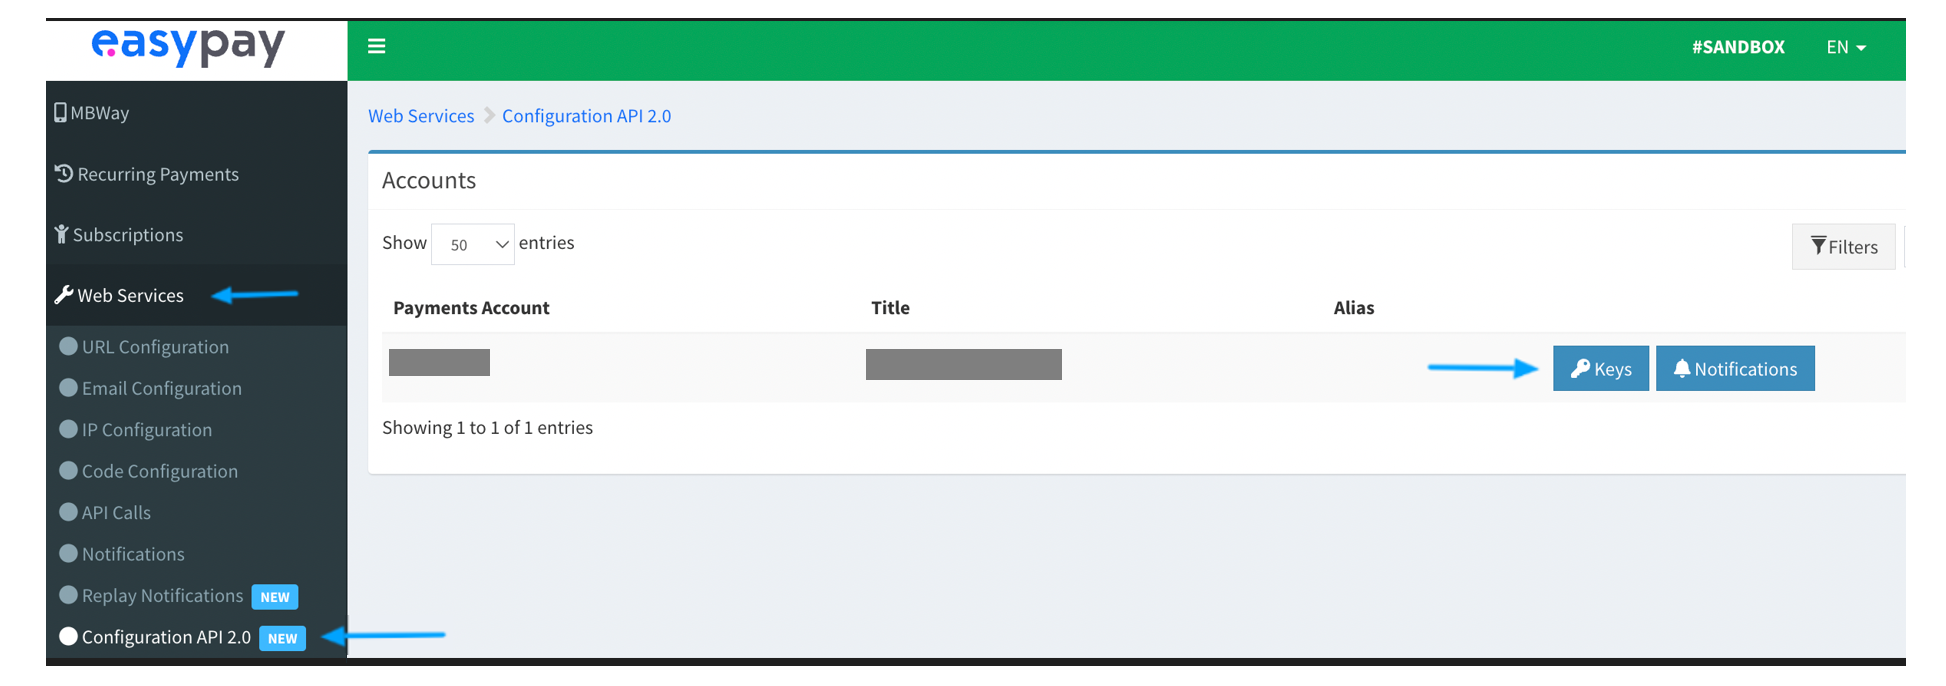 easypay
#SANDBOX EN
MBWay
Recurring Payments
Subscriptions
Web Services
URL Configuration
Email Configuration
IP Configuration
Code Configuration
API Calls
Notifications
Replay Notifications NEW
Configuration API 2.0 NEW
Web Services Configuration API 2.0
Accounts
Show 50 entries
Filters
Payments Account Title Alias
Keys Notifications
Showing 1 to 1 of 1 entries